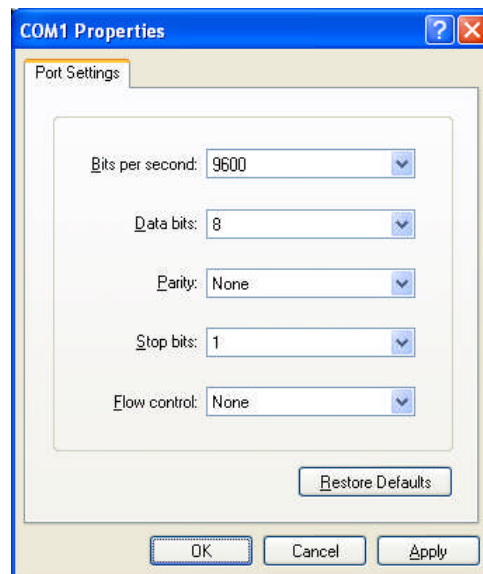 COM1 Properties
Port Settings
Bits per second: 9600
Data bits: 8
Parity: None
Stop bits: 1
Flow control: None
Restore Defaults
OK Cancel Apply